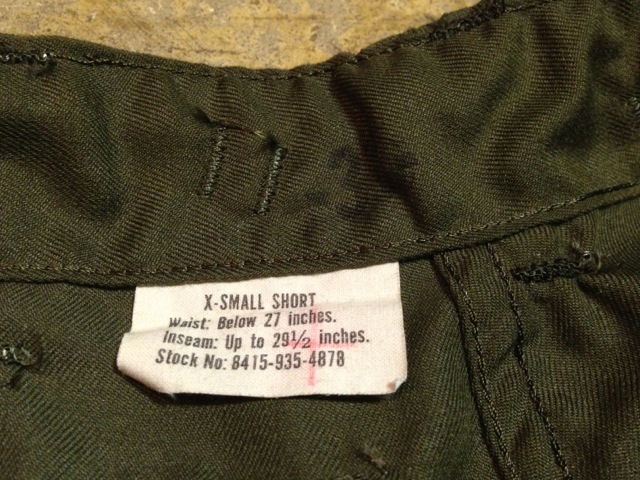 X-SMALL SHORT
Waist: Below 27 inches.
Inseam: Up to 29½ inches.
Stock No: 8415-935-4878